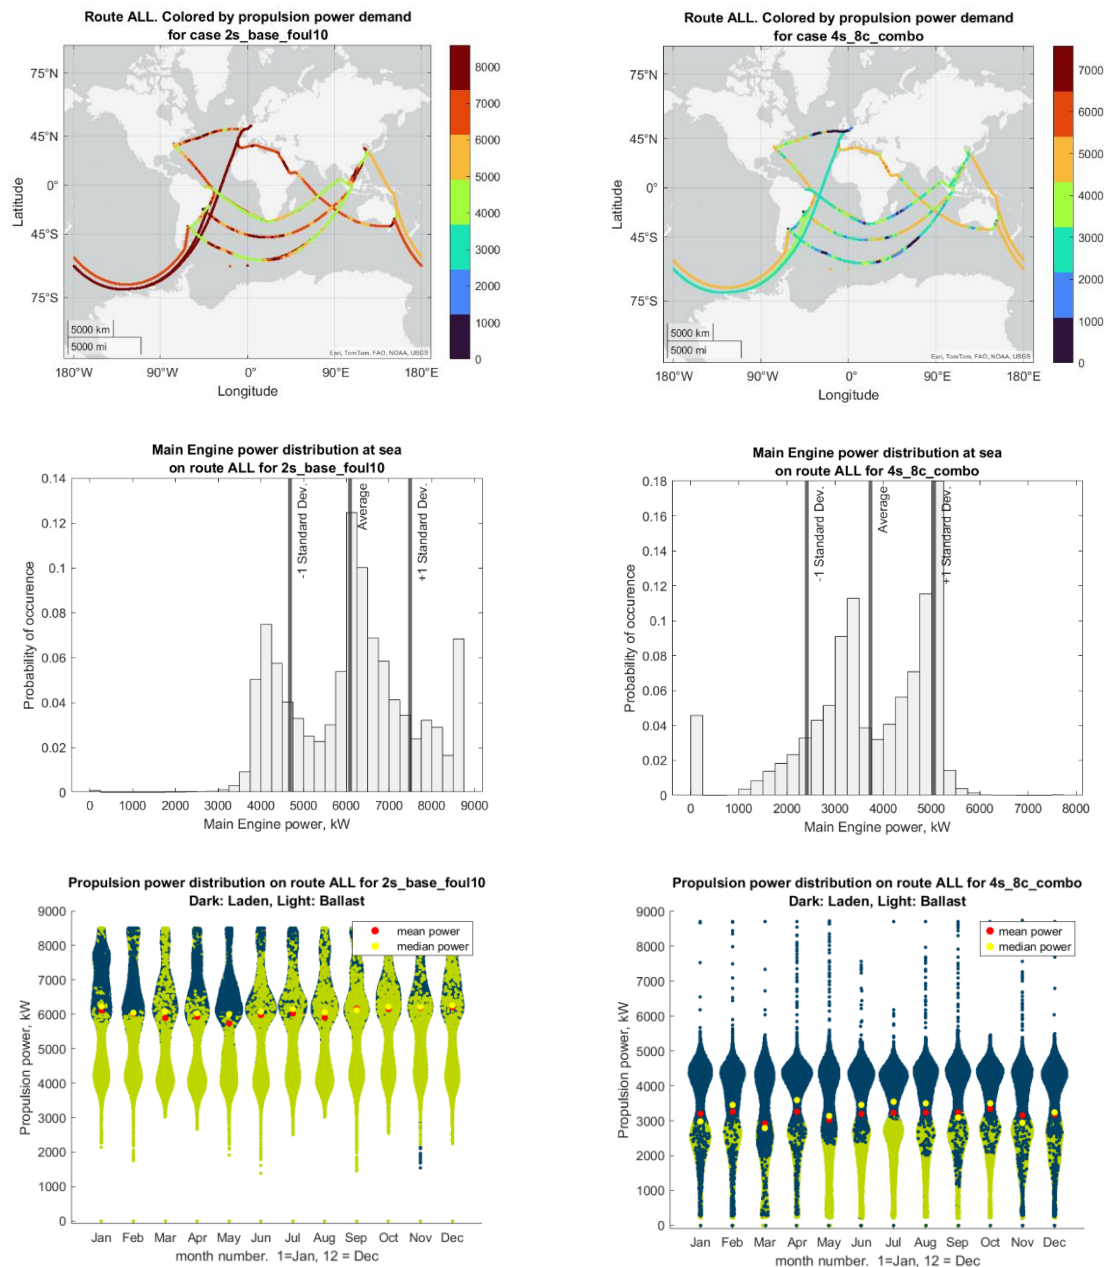 Route ALL. Colored by propulsion power demand
for case 2s_base_foul10
75°N
45°N
0°
45°S
75°S
Latitude
5000 km
5000 mi
Esri, TomTom, FAO, NOAA, USGS
180°W
90°W
0°
90°E
180°E
Longitude
8000
7000
6000
5000
4000
3000
2000
1000
0
Route ALL. Colored by propulsion power demand
for case 4s_8c_combo
75°N
45°N
0°
45°S
75°S
Latitude
5000 km
5000 mi
Esri, TomTom, FAO, NOAA, USGS
180°W
90°W
0°
90°E
180°E
Longitude
7000
6000
5000
4000
3000
2000
1000
0
Main Engine power distribution at sea
on route ALL for 2s_base_foul10
0.14
0.12
0.1
0.08
0.06
0.04
0.02
0
Probability of occurence
-1 Standard Dev.
Average
+1 Standard Dev.
0
1000
2000
3000
4000
5000
6000
7000
8000
9000
Main Engine power, kW
Main Engine power distribution at sea
on route ALL for 4s_8c_combo
0.18
0.16
0.14
0.12
0.1
0.08
0.06
0.04
0.02
0
Probability of occurence
-1 Standard Dev.
Average
+1 Standard Dev.
0
1000
2000
3000
4000
5000
6000
7000
8000
Main Engine power, kW
Propulsion power distribution on route ALL for 2s_base_foul10
Dark: Laden, Light: Ballast
9000
8000
7000
6000
5000
4000
3000
2000
1000
0
Propulsion power, kW
mean power
median power
Jan
Feb
Mar
Apr
May
Jun
Jul
Aug
Sep
Oct
Nov
Dec
month number. 1=Jan, 12 = Dec
Propulsion power distribution on route ALL for 4s_8c_combo
Dark: Laden, Light: Ballast
9000
8000
7000
6000
5000
4000
3000
2000
1000
0
Propulsion power, kW
mean power
median power
Jan
Feb
Mar
Apr
May
Jun
Jul
Aug
Sep
Oct
Nov
Dec
month number. 1=Jan, 12 = Dec